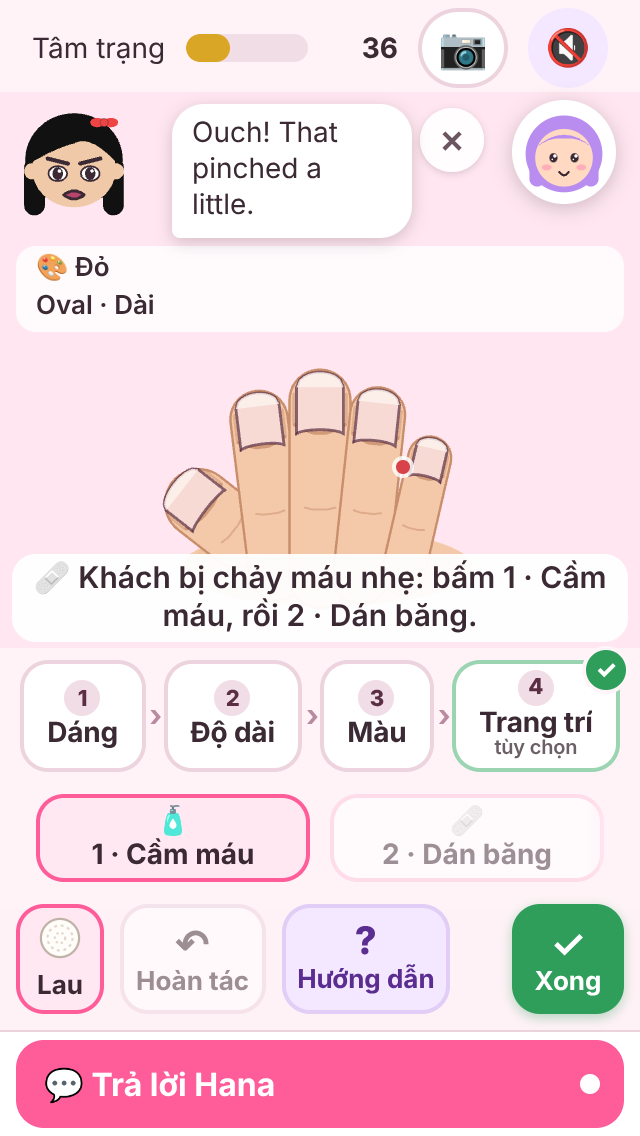 Tâm trạng
36
Ouch! That
pinched a
little.
Đỏ
Oval · Dài
Khách bị chảy máu nhẹ: bấm 1 · Cầm
máu, rồi 2 · Dán băng.
1
Dáng
2
Độ dài
3
Màu
4
Trang trí
tùy chọn
1 · Cầm máu
2 · Dán băng
Lau
Hoàn tác
?
Hướng dẫn
Xong
Trả lời Hana